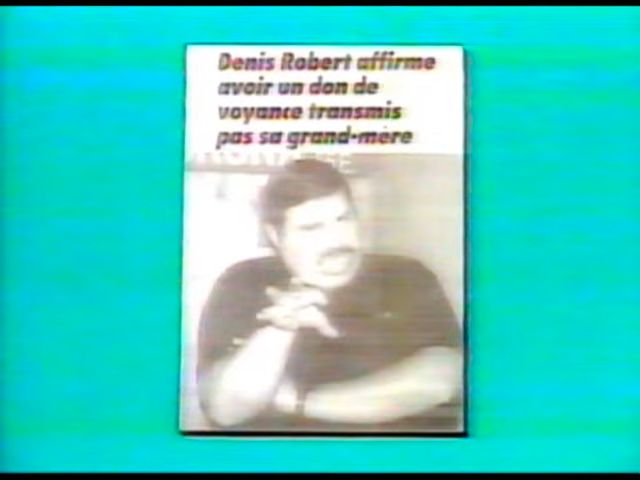 Denis Robert affirme
avoir un don de
voyance transmis
pas sa grand-mère